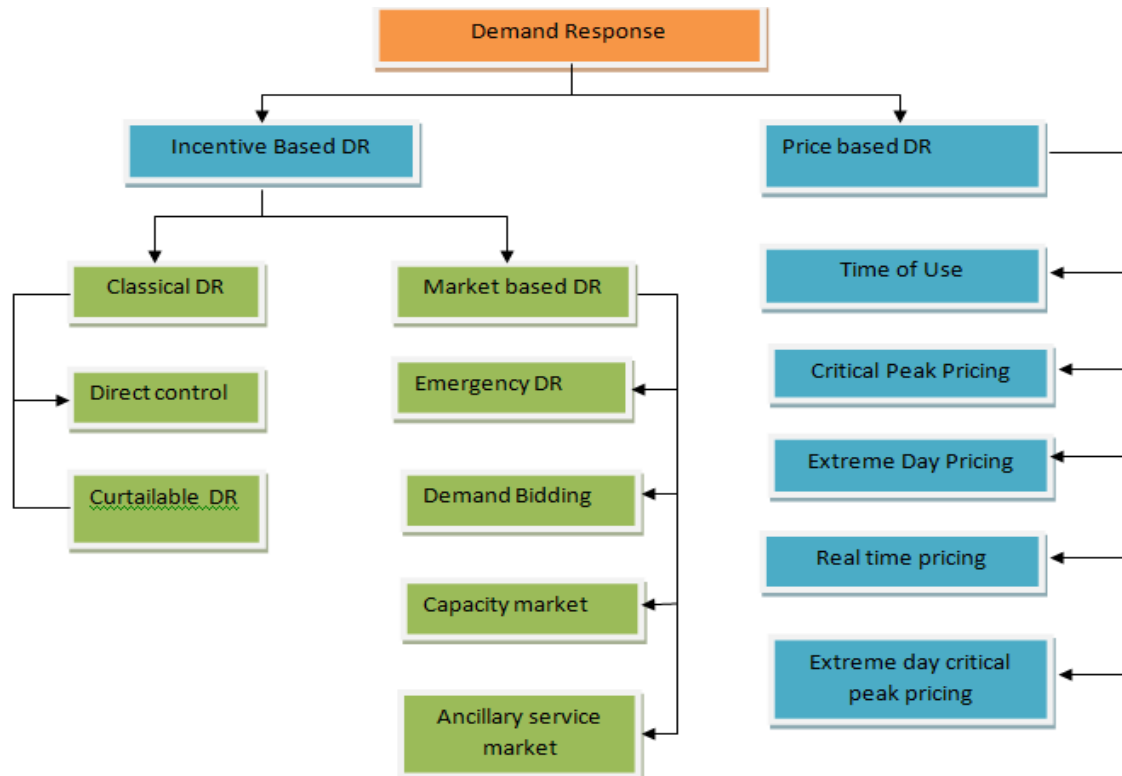 Demand Response
Incentive Based DR
Price based DR
Classical DR
Market based DR
Time of Use
Direct control
Emergency DR
Critical Peak Pricing
Curtailable DR
Demand Bidding
Extreme Day Pricing
Capacity market
Real time pricing
Ancillary service
market
Extreme day critical
peak pricing